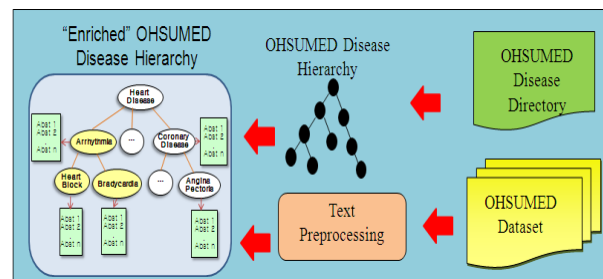 “Enriched” OHSUMED
Disease Hierarchy
OHSUMED Disease
Hierarchy
OHSUMED
Disease
Directory
Heart
Disease
Arrhythmia
...
Coronary
Disease
Abst 1
Abst 2
.
Abst n
Abst 1
Abst 2
.
Abst n
Heart
Block
Bradycardia
...
Angina
Pectoris
Abst 1
Abst 2
.
Abst n
Abst 1
Abst 2
.
Abst n
Abst 1
Abst 2
.
Abst n
Text
Preprocessing
OHSUMED
Dataset